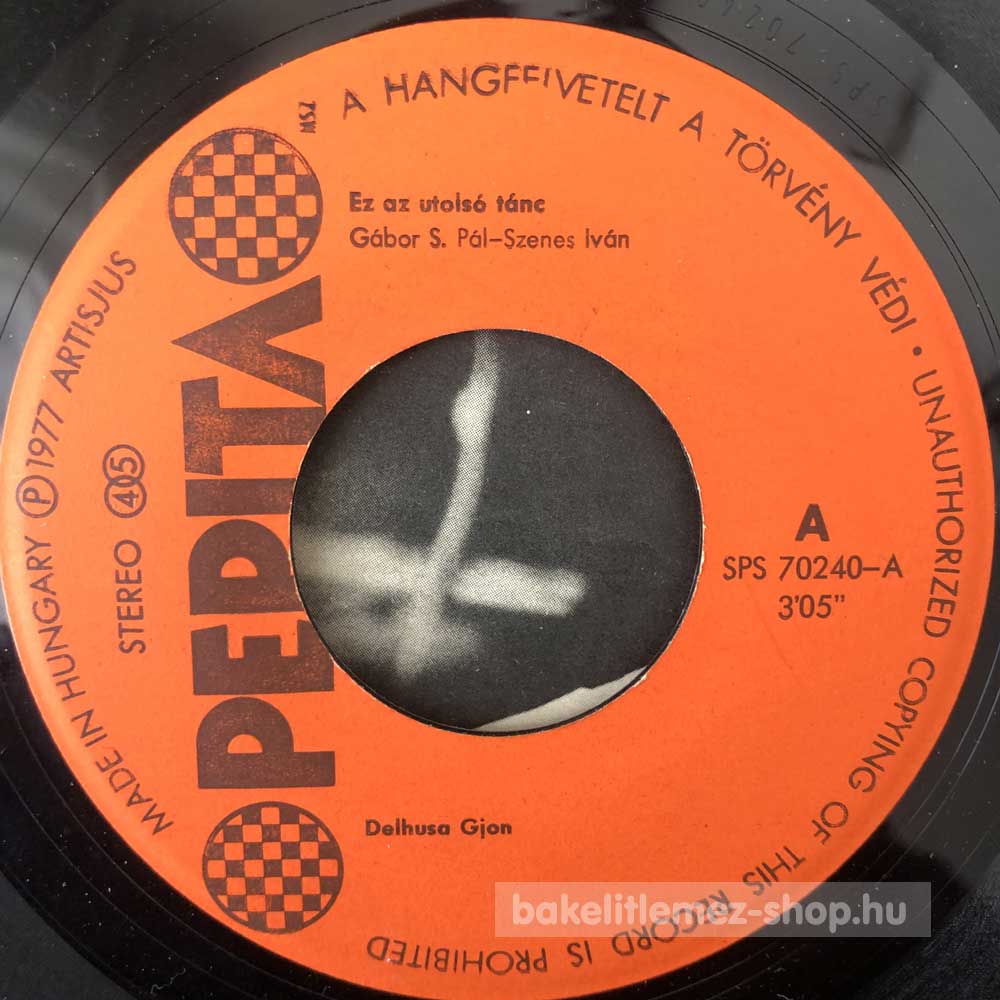 A HANGFELVETELT A TÖRVÉNY VÉDI • UNAUTHORIZED COPYING OF THIS RECORD IS PROHIBITED
MSZ
Ez az utolsó tánc
Gábor S. Pál–Szenes Iván
PEPITA
MADE IN HUNGARY Ⓟ 1977 ARTISJUS
STEREO 45
A
SPS 70240–A
3'05"
Delhusa Gjon
bakelitlemez-shop.hu